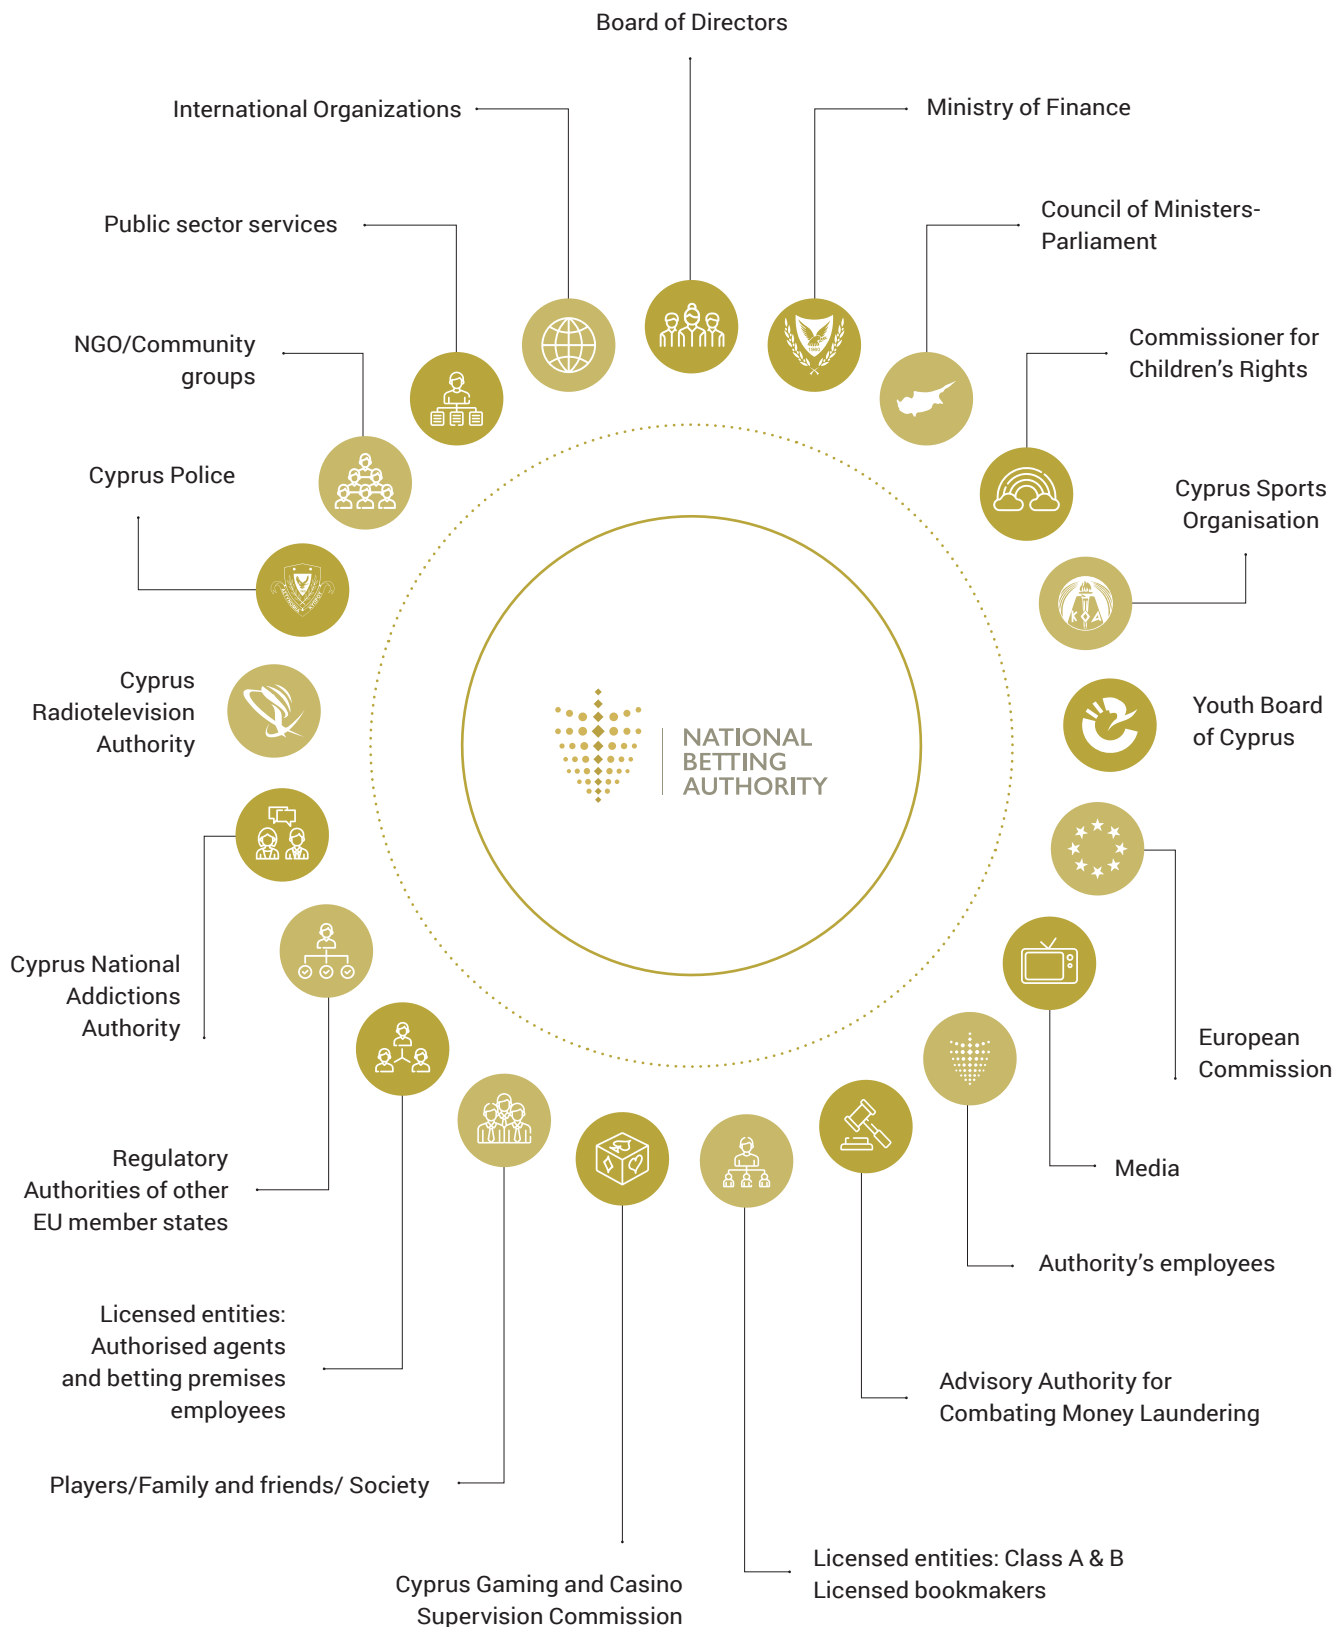 Board of Directors
International Organizations
Ministry of Finance
Public sector services
Council of Ministers-
Parliament
NGO/Community
groups
Commissioner for
Children’s Rights
Cyprus Police
Cyprus Sports
Organisation
Cyprus
Radiotelevision
Authority
Youth Board
of Cyprus
NATIONAL
BETTING
AUTHORITY
Κ Ο Α
Cyprus National
Addictions
Authority
European
Commission
Regulatory
Authorities of other
EU member states
Media
Authority’s employees
Licensed entities:
Authorised agents
and betting premises
employees
Advisory Authority for
Combating Money Laundering
Players/Family and friends/ Society
Licensed entities: Class A & B
Licensed bookmakers
Cyprus Gaming and Casino
Supervision Commission